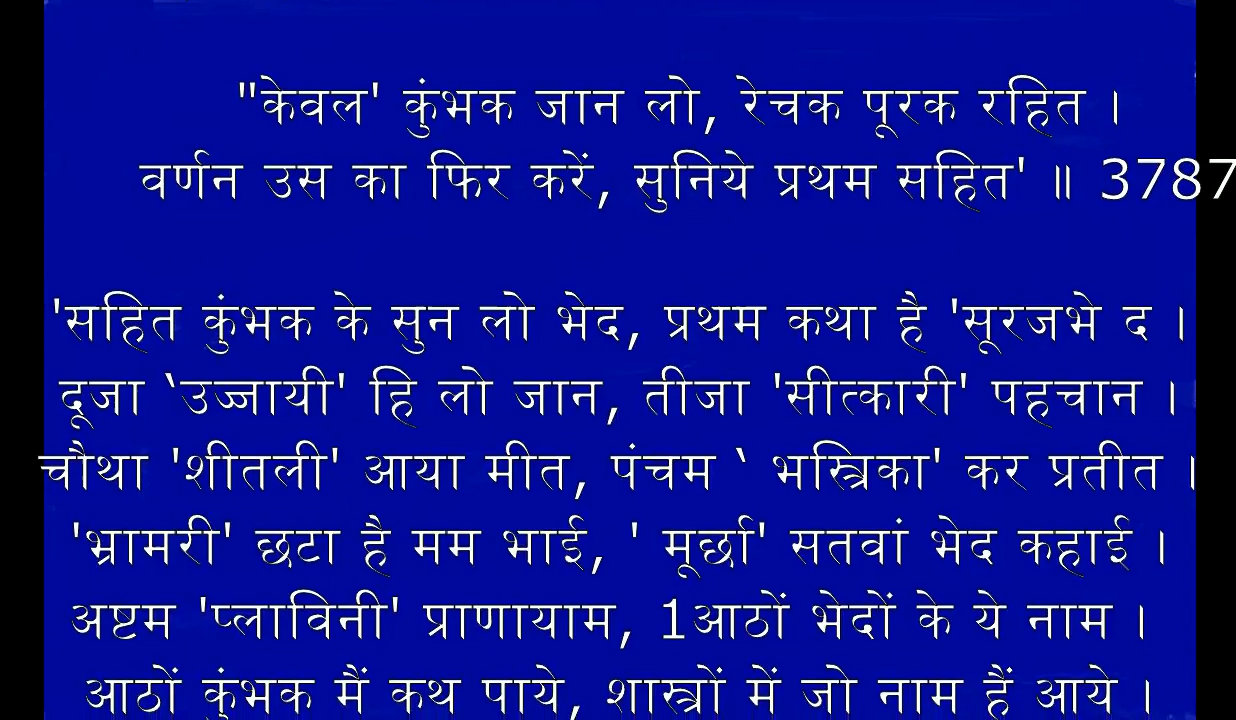 "केवल' कुंभक जान लो, रेचक पूरक रहित ।
वर्णन उस का फिर करें, सुनिये प्रथम सहित' ॥ 3787
'सहित कुंभक के सुन लो भेद, प्रथम कथा है 'सूरजभे द ।
दूजा `उज्जायी' हि लो जान, तीजा 'सीत्कारी' पहचान ।
चौथा 'शीतली' आया मीत, पंचम ` भस्त्रिका' कर प्रतीत ।
'भ्रामरी' छटा है मम भाई, ' मूर्छा' सतवां भेद कहाई ।
अष्टम 'प्लाविनी' प्राणायाम, 1आठों भेदों के ये नाम ।
आठों कुंभक मैं कथ पाये, शास्त्रों में जो नाम हैं आये ।